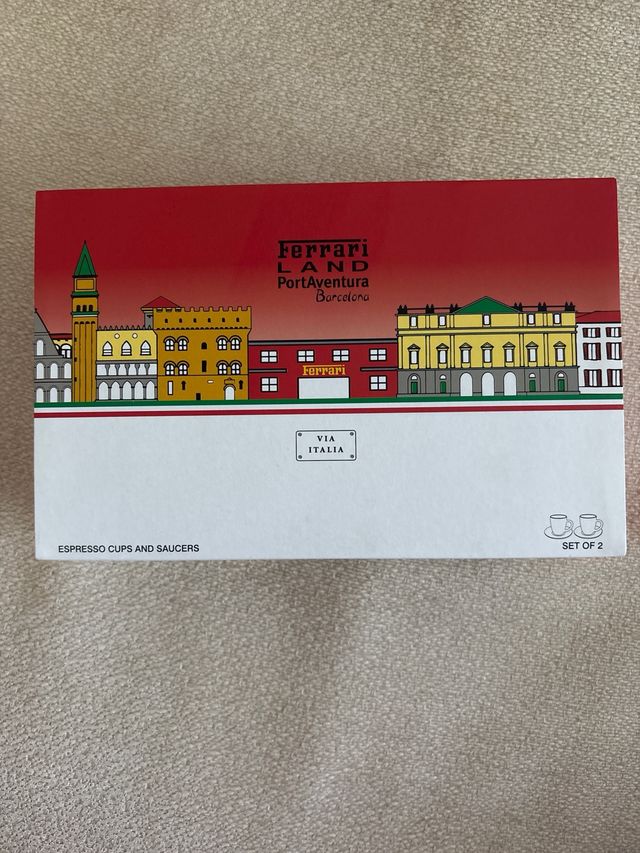 Ferrari
LAND
PortAventura
Barcelona
Ferrari
VIA
ITALIA
ESPRESSO CUPS AND SAUCERS
SET OF 2